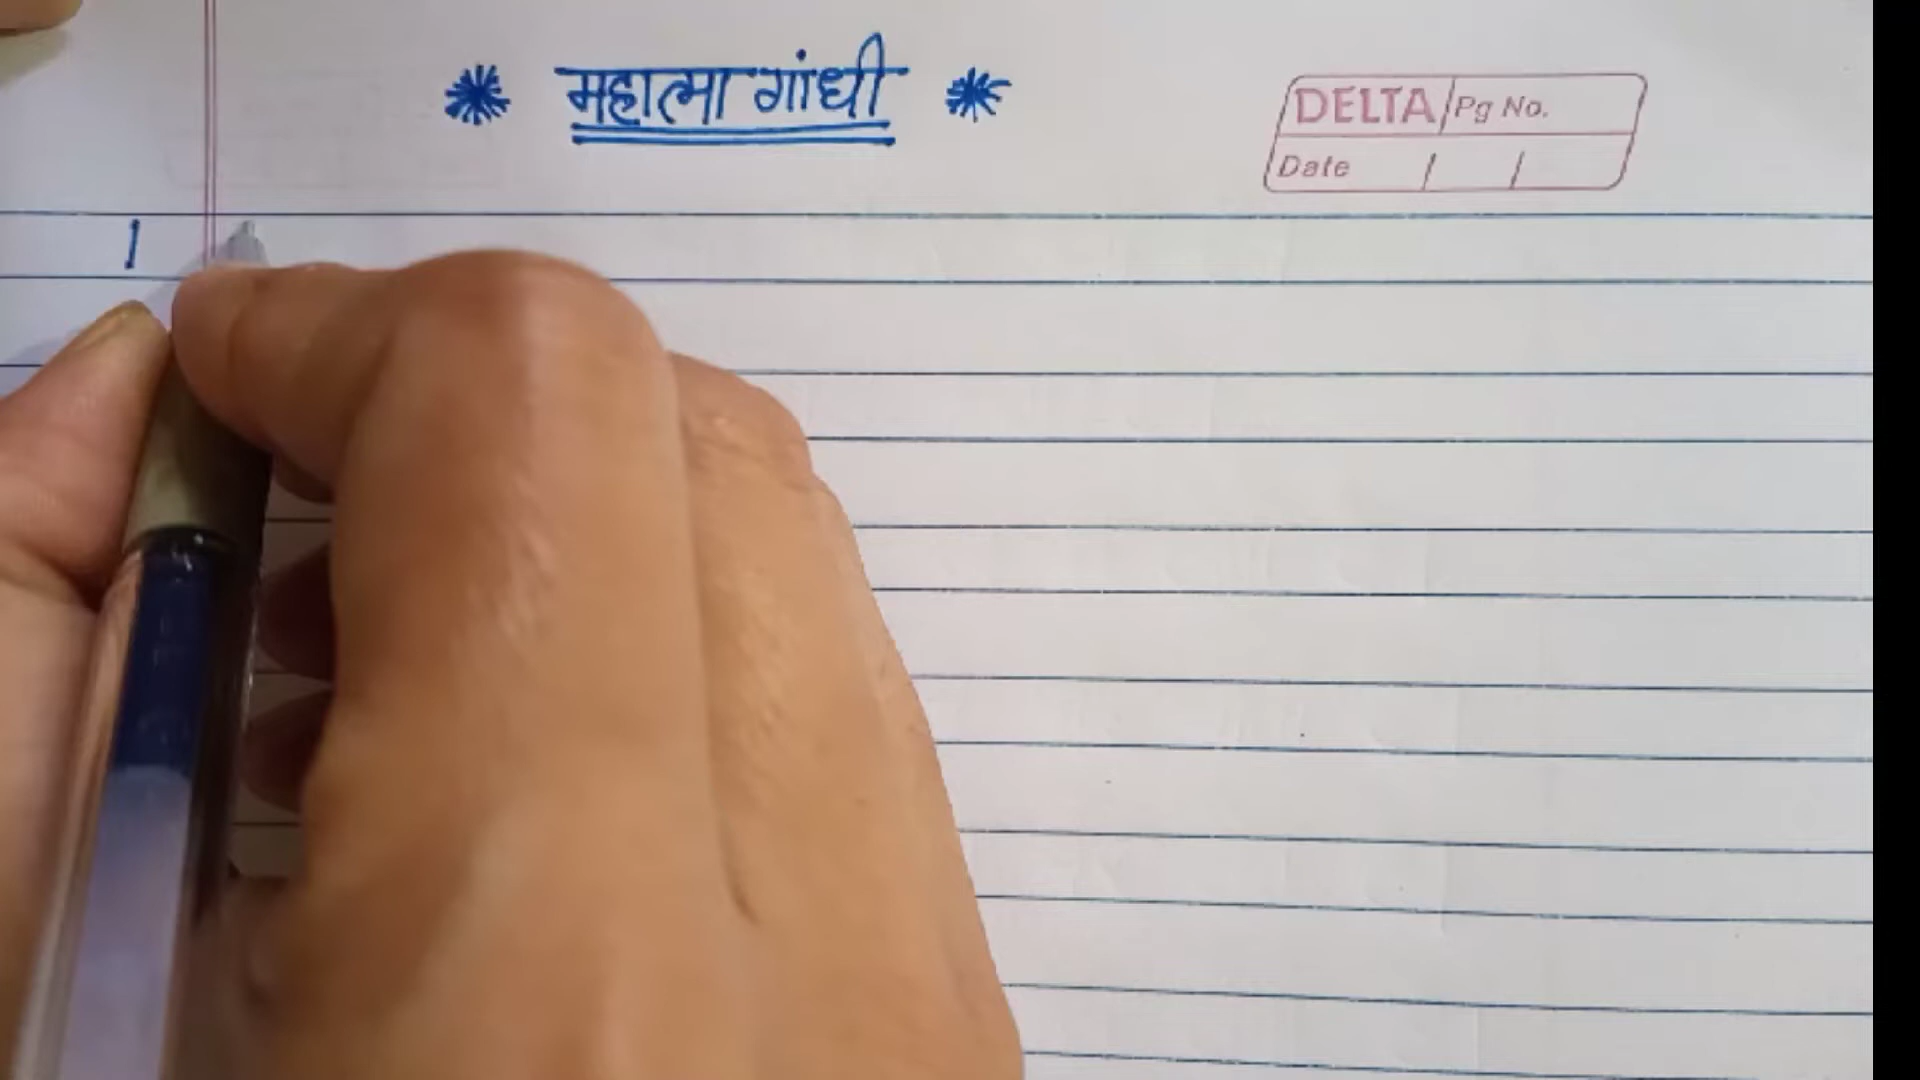 * महात्मा गांधी *
DELTA Pg No.
Date / /
1